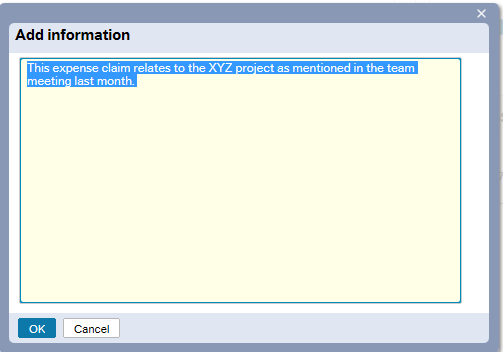 Add information
This expense claim relates to the XYZ project as mentioned in the team
meeting last month.
OK
Cancel